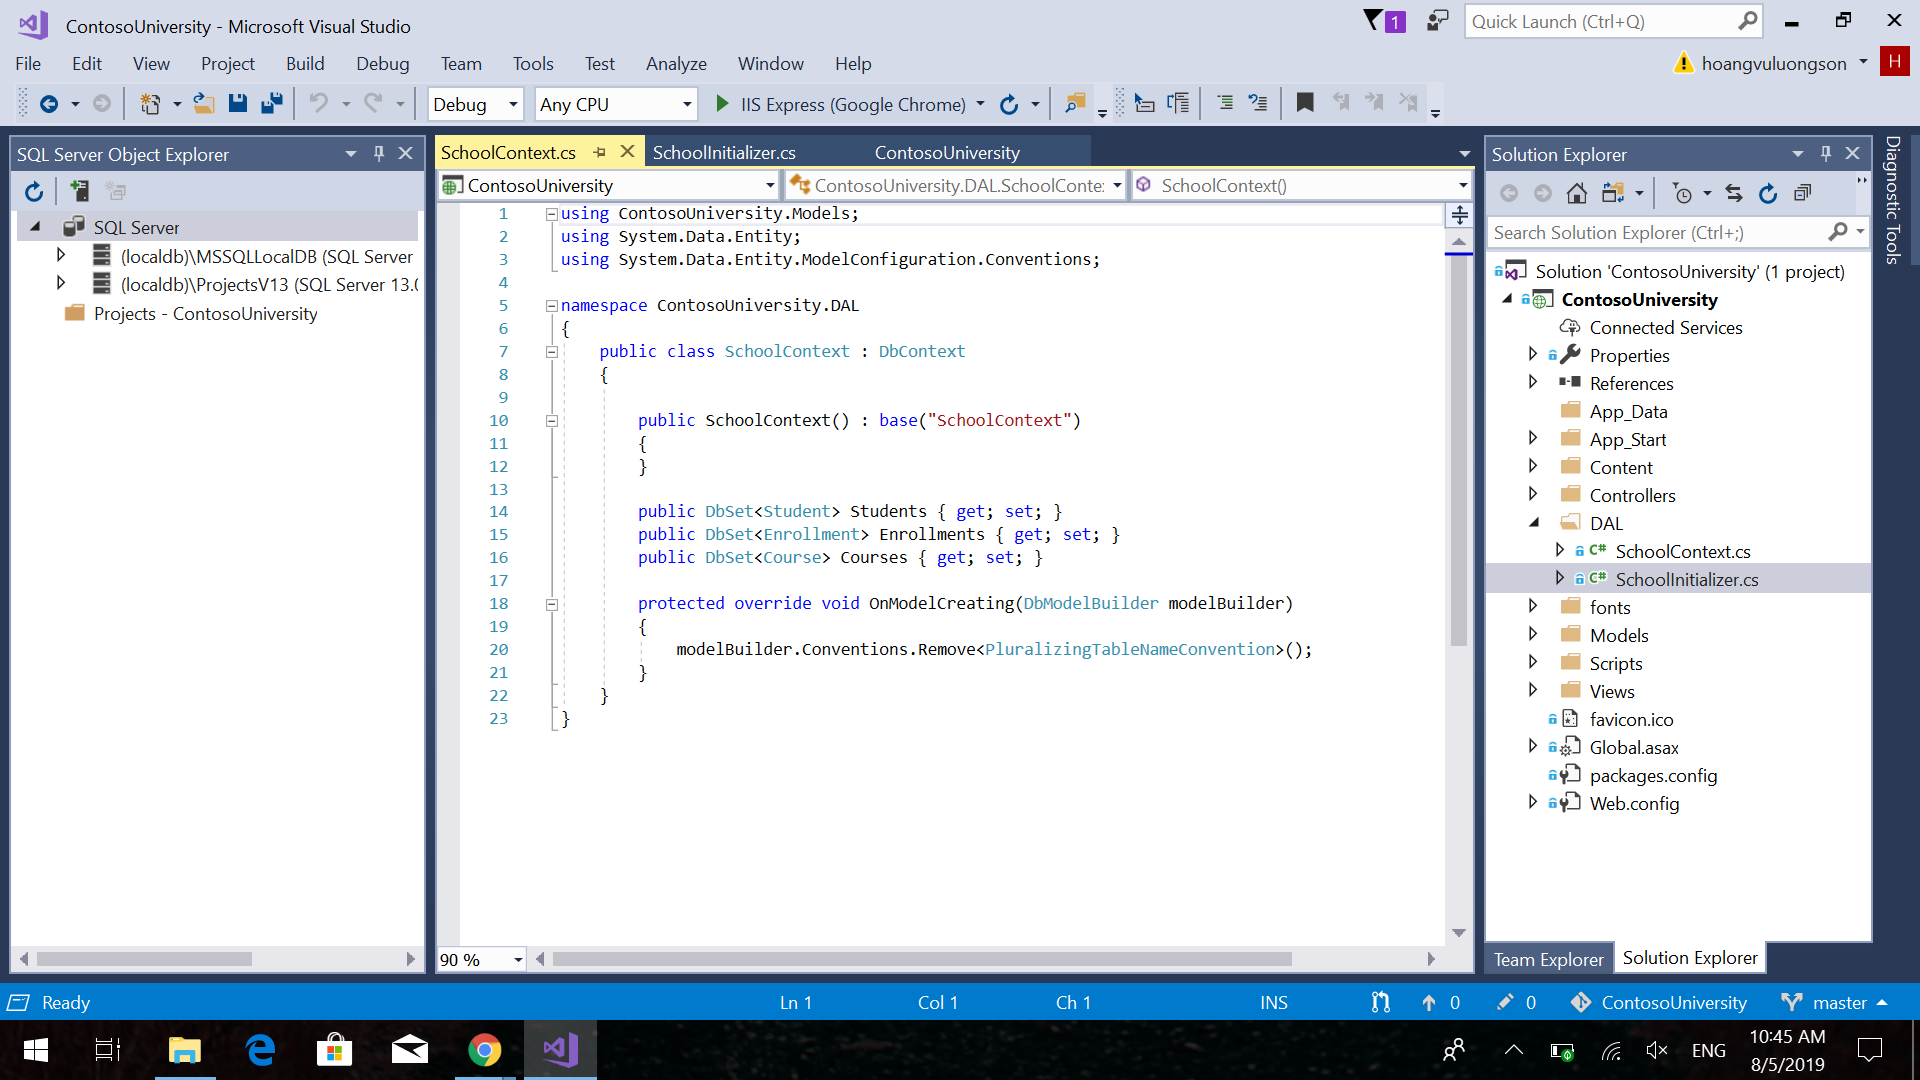 ContosoUniversity - Microsoft Visual Studio
1
Quick Launch (Ctrl+Q)
File Edit View Project Build Debug Team Tools Test Analyze Window Help
hoangvuluongson
H
Debug
Any CPU
IIS Express (Google Chrome)
SQL Server Object Explorer
SQL Server
(localdb)\MSSQLLocalDB (SQL Server
(localdb)\ProjectsV13 (SQL Server 13.0
Projects - ContosoUniversity
SchoolContext.cs
SchoolInitializer.cs
ContosoUniversity
ContosoUniversity
ContosoUniversity.DAL.SchoolConte
SchoolContext()
1 using ContosoUniversity.Models;
2 using System.Data.Entity;
3 using System.Data.Entity.ModelConfiguration.Conventions;
4
5 namespace ContosoUniversity.DAL
6 {
7 public class SchoolContext : DbContext
8 {
9
10 public SchoolContext() : base("SchoolContext")
11 {
12 }
13
14 public DbSet<Student> Students { get; set; }
15 public DbSet<Enrollment> Enrollments { get; set; }
16 public DbSet<Course> Courses { get; set; }
17
18 protected override void OnModelCreating(DbModelBuilder modelBuilder)
19 {
20 modelBuilder.Conventions.Remove<PluralizingTableNameConvention>();
21 }
22 }
23 }
90 %
Solution Explorer
Search Solution Explorer (Ctrl+;)
Solution 'ContosoUniversity' (1 project)
ContosoUniversity
Connected Services
Properties
References
App_Data
App_Start
Content
Controllers
DAL
C# SchoolContext.cs
C# SchoolInitializer.cs
fonts
Models
Scripts
Views
favicon.ico
Global.asax
packages.config
Web.config
Team Explorer
Solution Explorer
Diagnostic Tools
Ready
Ln 1
Col 1
Ch 1
INS
0
0
ContosoUniversity
master
ENG
10:45 AM
8/5/2019